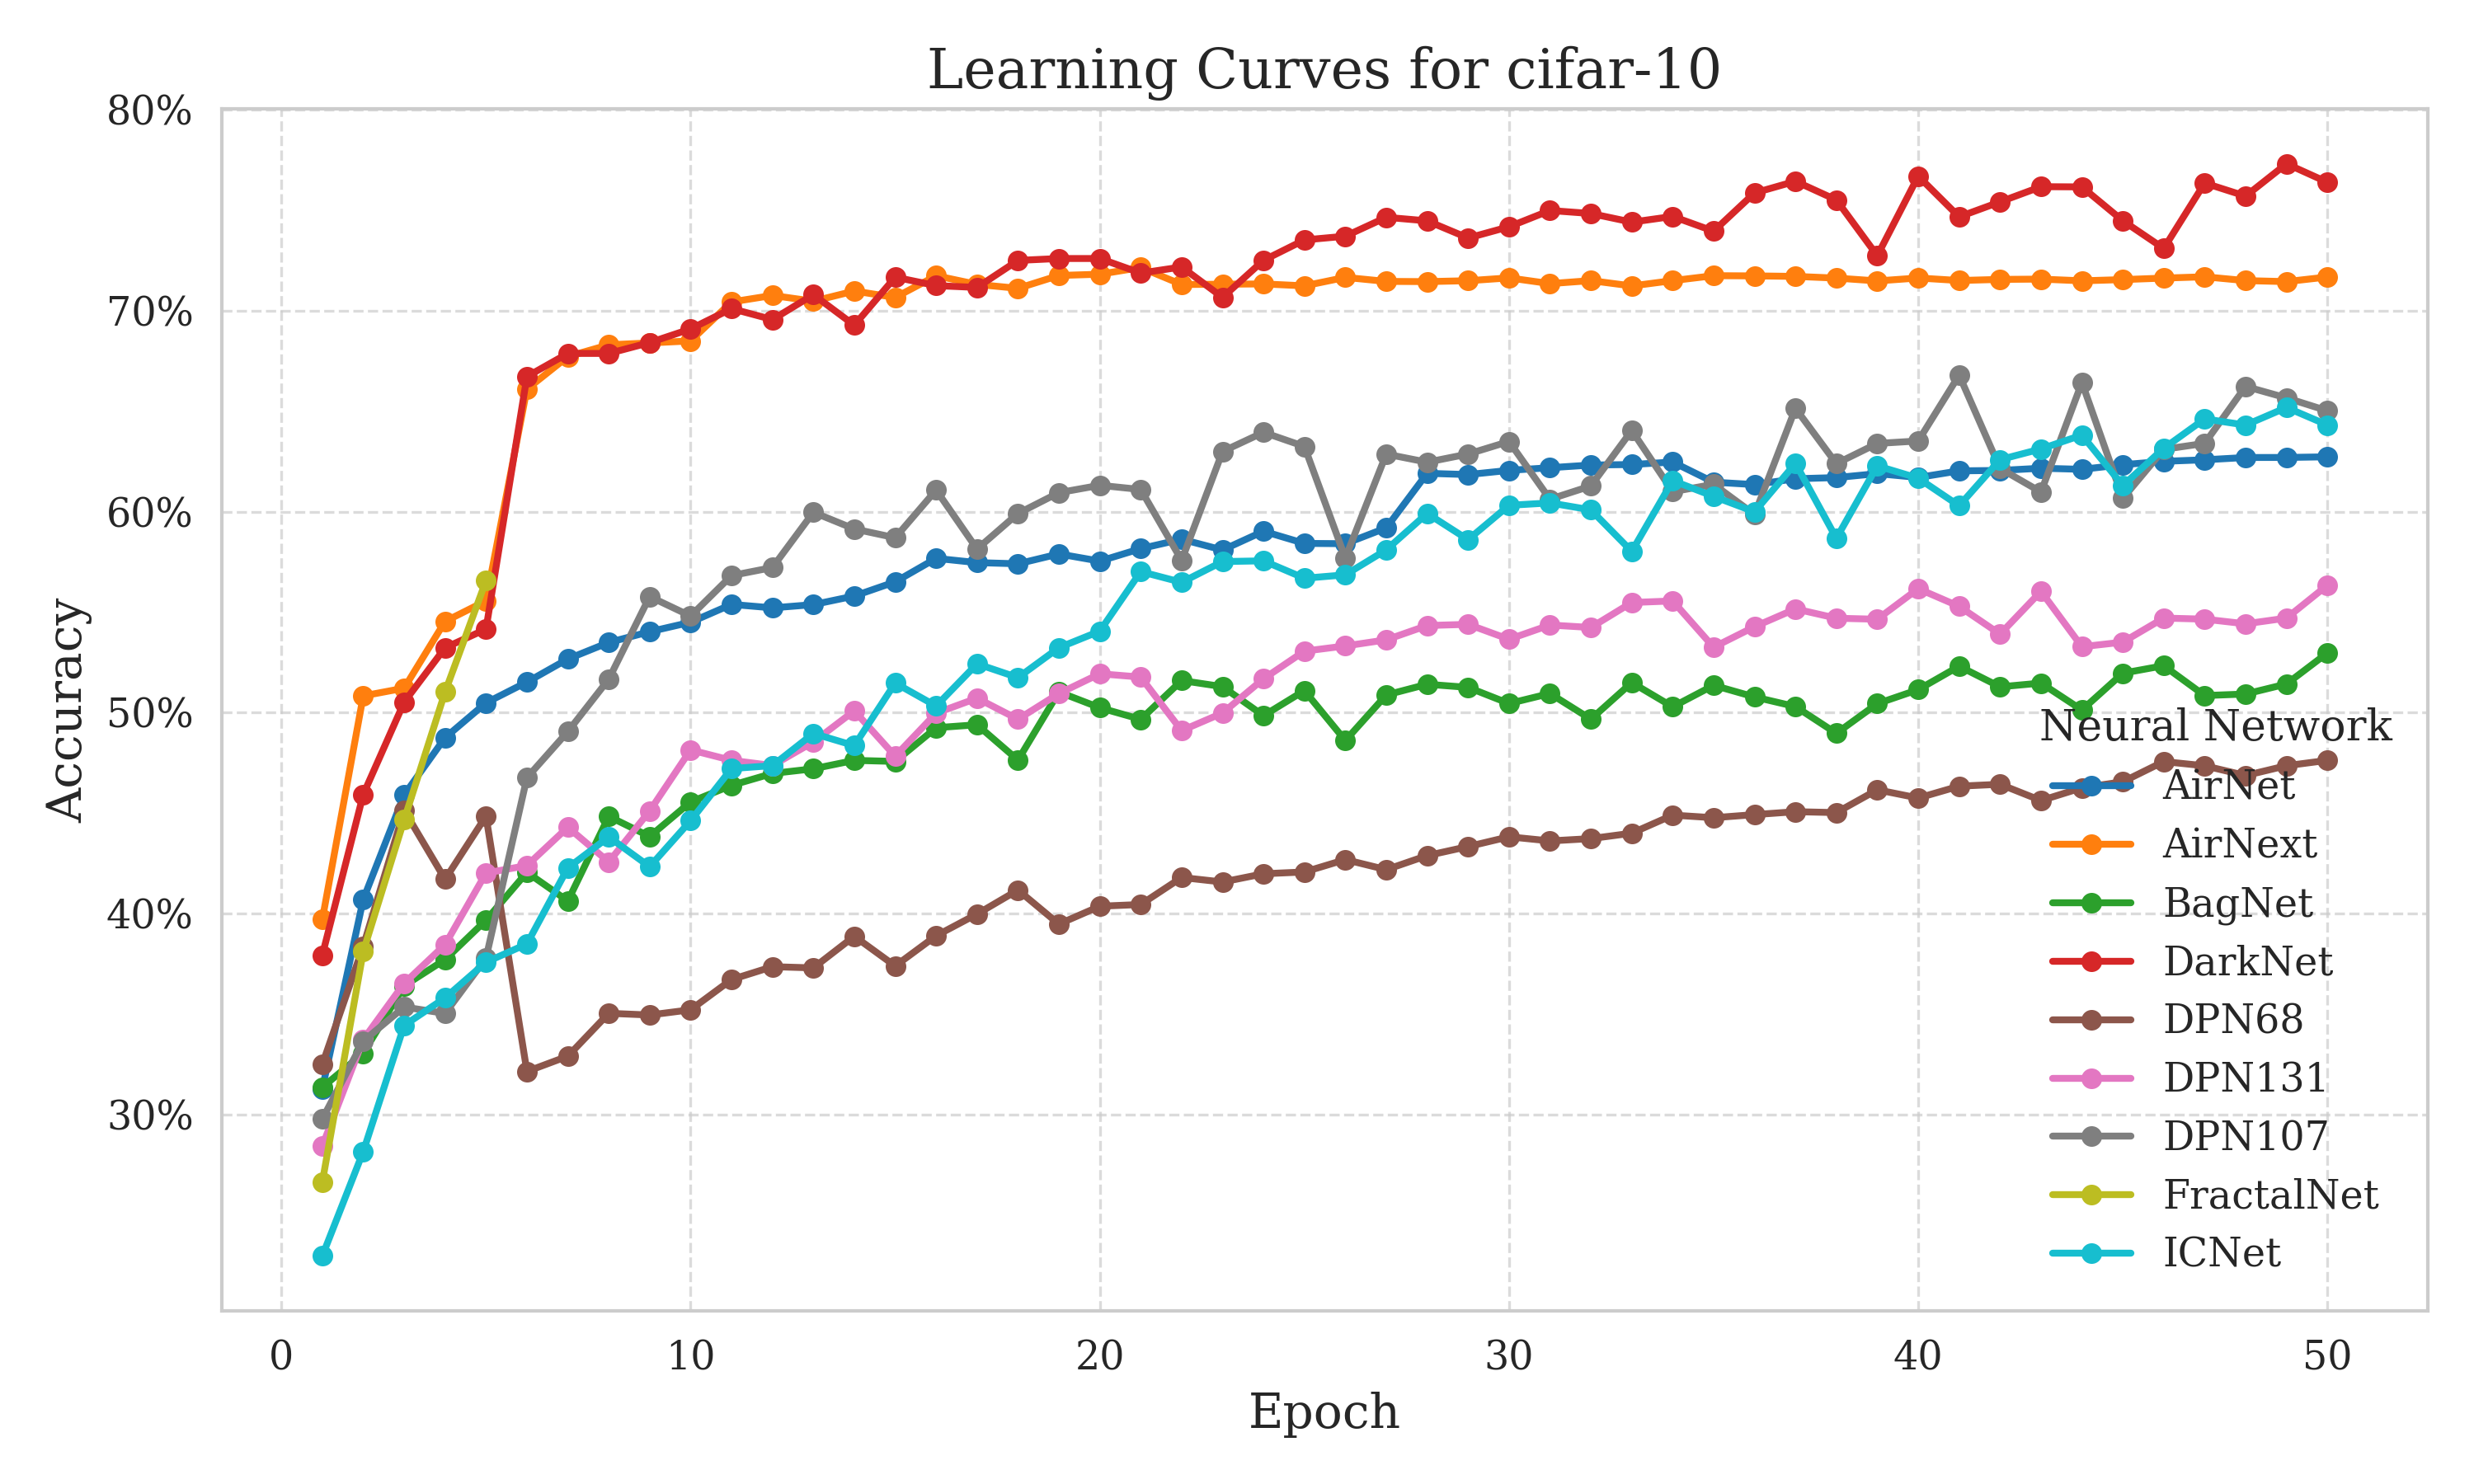 Learning Curves for cifar-10
80%
70%
60%
50%
40%
30%
Accuracy
0 10 20 30 40 50
Epoch
Neural Network
AirNet
AirNext
BagNet
DarkNet
DPN68
DPN131
DPN107
FractalNet
ICNet